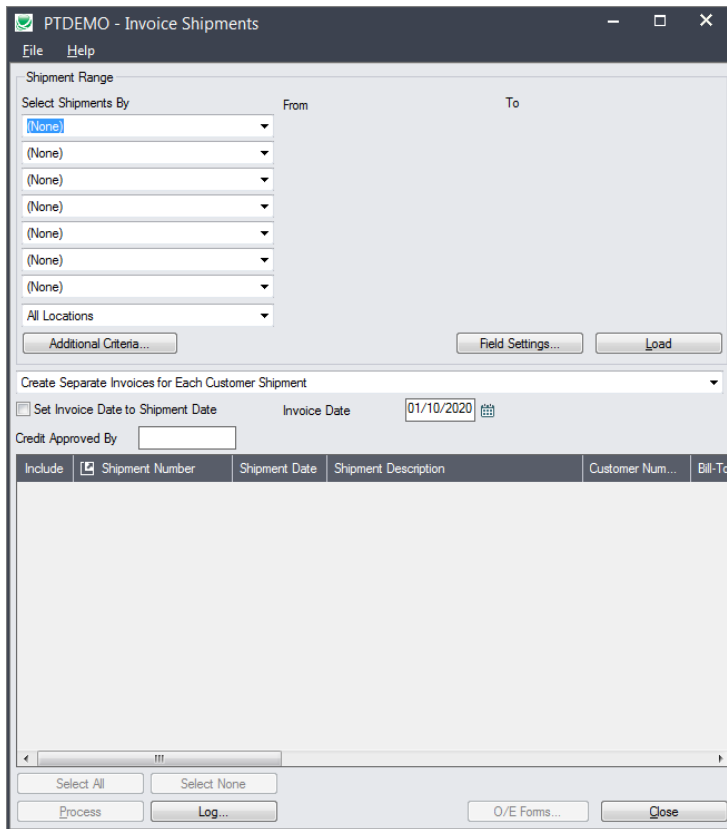 PTDEMO - Invoice Shipments
File Help
Shipment Range
Select Shipments By From To
(None)
(None)
(None)
(None)
(None)
(None)
(None)
All Locations
Additional Criteria... Field Settings... Load
Create Separate Invoices for Each Customer Shipment
Set Invoice Date to Shipment Date Invoice Date 01/10/2020
Credit Approved By
Include Shipment Number Shipment Date Shipment Description Customer Num... Bill-To
Select All Select None
Process Log... O/E Forms... Close